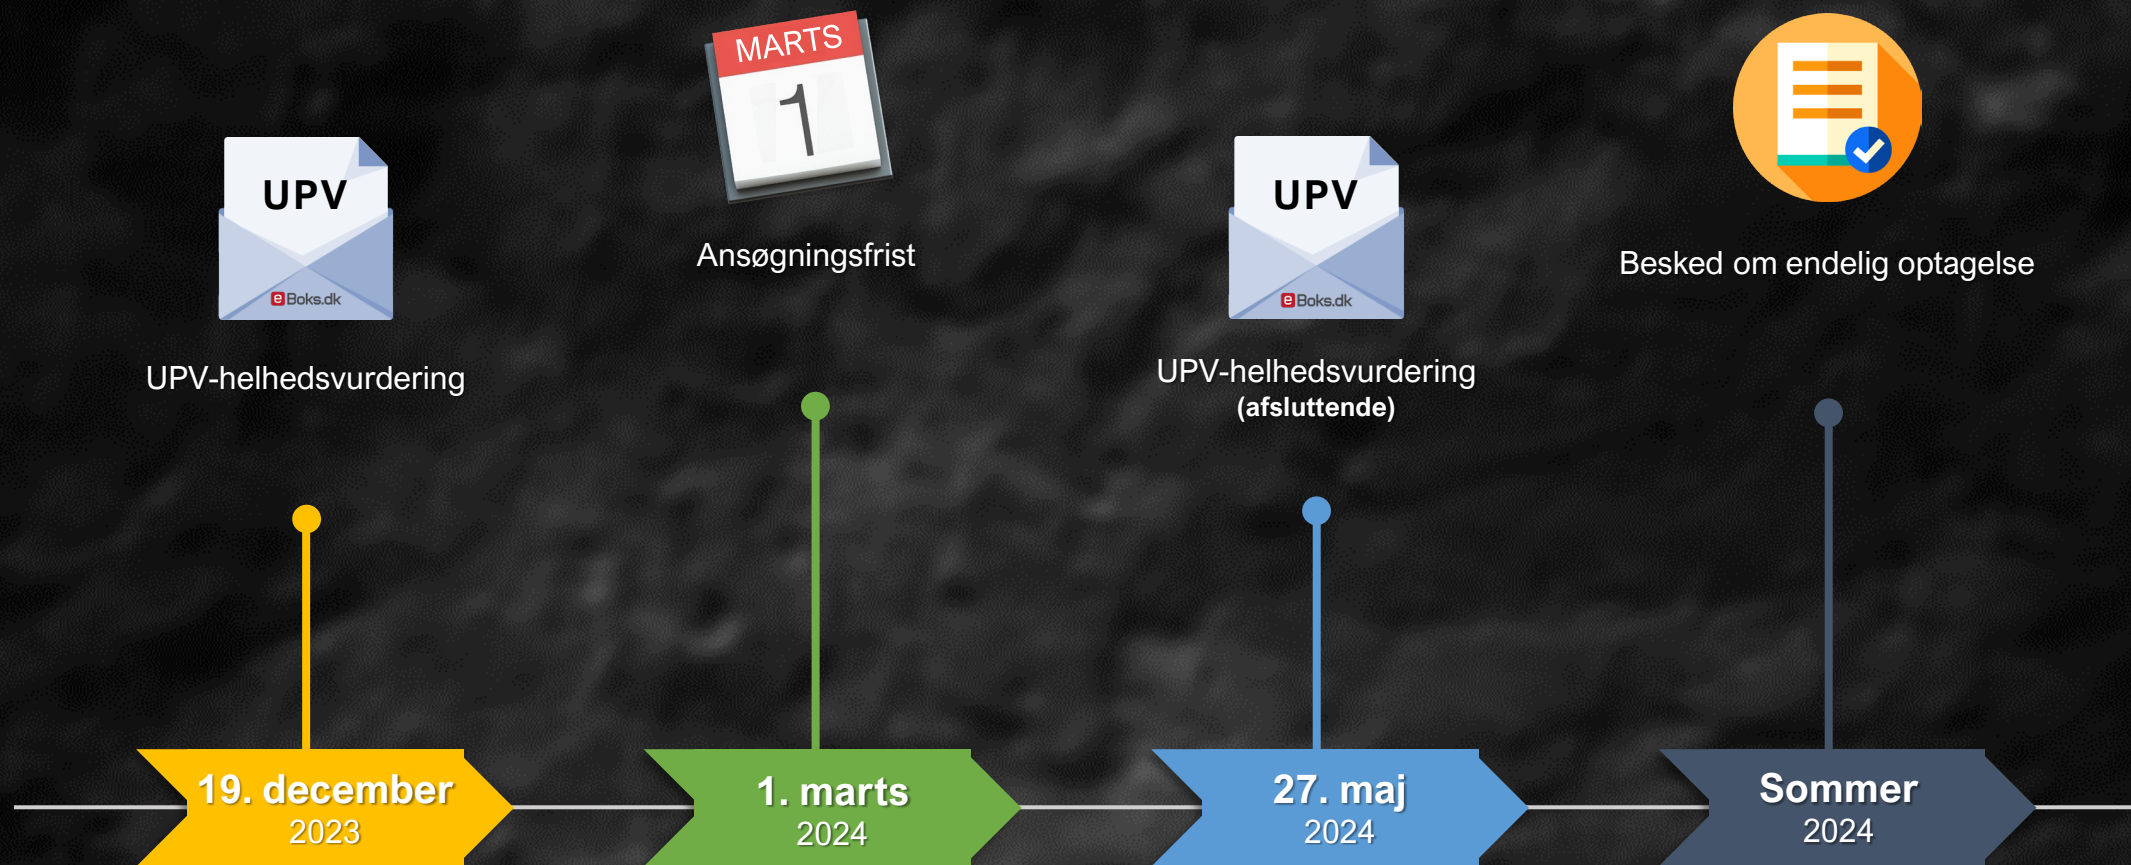 UPV
eBoks.dk
UPV-helhedsvurdering
MARTS
1
Ansøgningsfrist
UPV
eBoks.dk
UPV-helhedsvurdering
(afsluttende)
Besked om endelig optagelse
19. december
2023
1. marts
2024
27. maj
2024
Sommer
2024